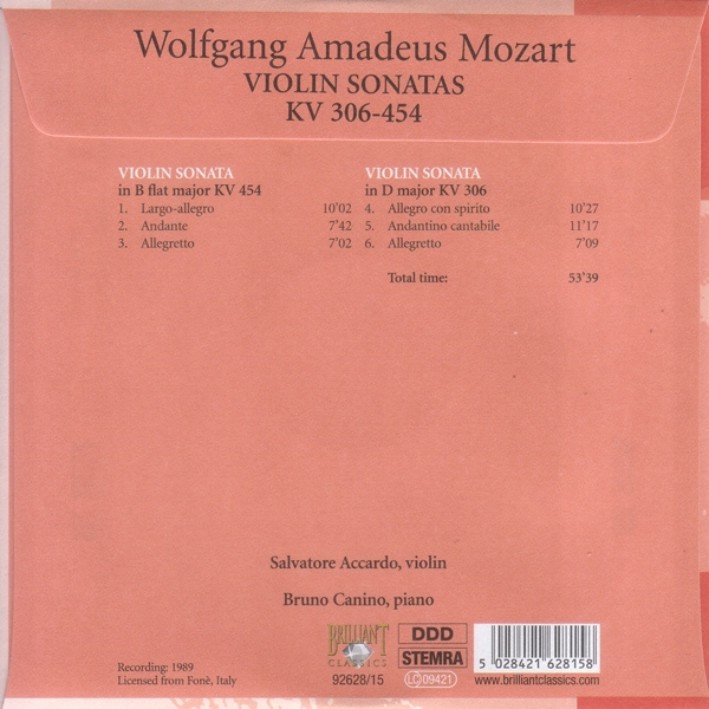 Wolfgang Amadeus Mozart
VIOLIN SONATAS
KV 306-454
VIOLIN SONATA
in B flat major KV 454
1. Largo-allegro 10’02
2. Andante 7’42
3. Allegretto 7’02
VIOLIN SONATA
in D major KV 306
4. Allegro con spirito 10’27
5. Andantino cantabile 11’17
6. Allegretto 7’09
Total time: 53’39
Salvatore Accardo, violin
Bruno Canino, piano
BRILLIANT
CLASSICS
92628/15
DDD
STEMRA
LC 09421
5 028421 628158
www.brilliantclassics.com
Recording: 1989
Licensed from Fonè, Italy